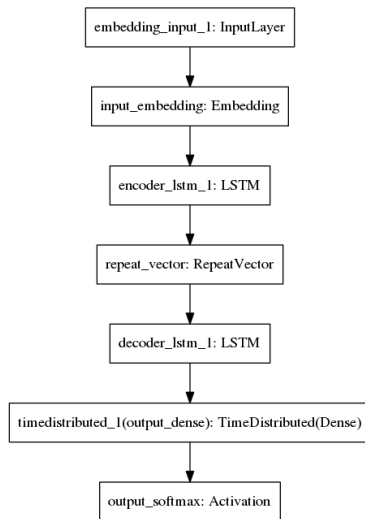 embedding_input_1: InputLayer
input_embedding: Embedding
encoder_lstm_1: LSTM
repeat_vector: RepeatVector
decoder_lstm_1: LSTM
timedistributed_1(output_dense): TimeDistributed(Dense)
output_softmax: Activation